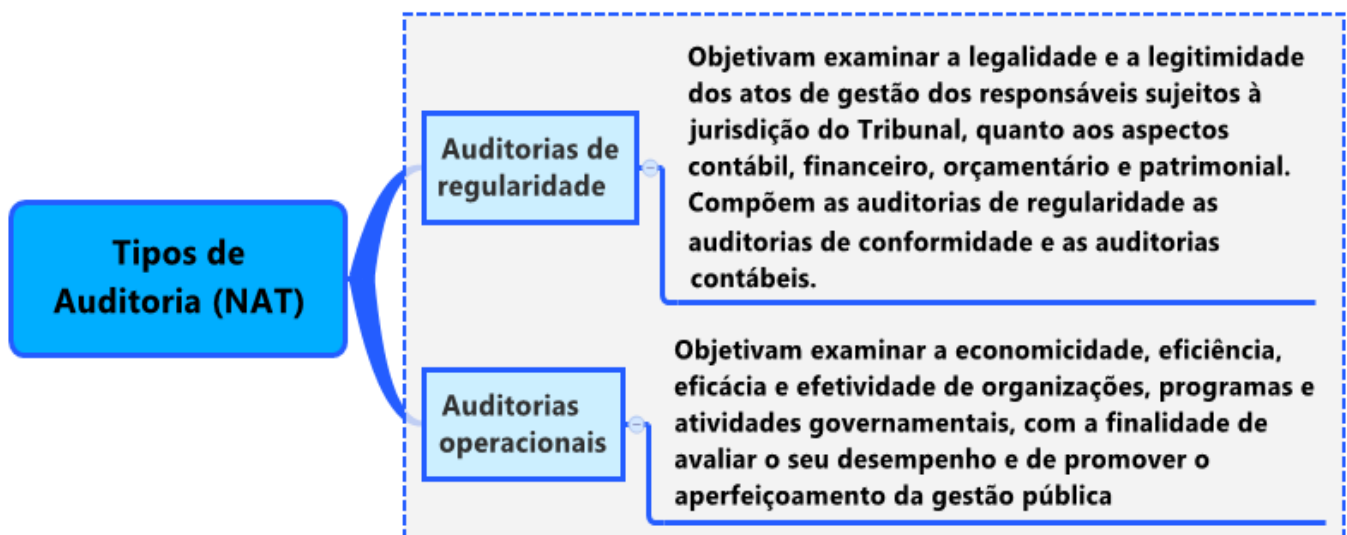 Tipos de
Auditoria (NAT)
Auditorias de
regularidade
Objetivam examinar a legalidade e a legitimidade
dos atos de gestão dos responsáveis sujeitos à
jurisdição do Tribunal, quanto aos aspectos
contábil, financeiro, orçamentário e patrimonial.
Compõem as auditorias de regularidade as
auditorias de conformidade e as auditorias
contábeis.
Auditorias
operacionais
Objetivam examinar a economicidade, eficiência,
eficácia e efetividade de organizações, programas e
atividades governamentais, com a finalidade de
avaliar o seu desempenho e de promover o
aperfeiçoamento da gestão pública